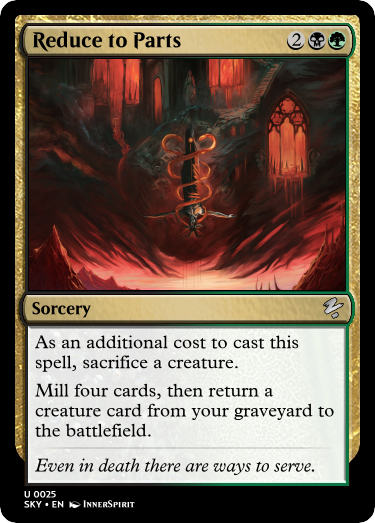 Reduce to Parts 2
Sorcery
As an additional cost to cast this
spell, sacrifice a creature.
Mill four cards, then return a
creature card from your graveyard to
the battlefield.
Even in death there are ways to serve.
U 0025
SKY • EN InnerSpirit